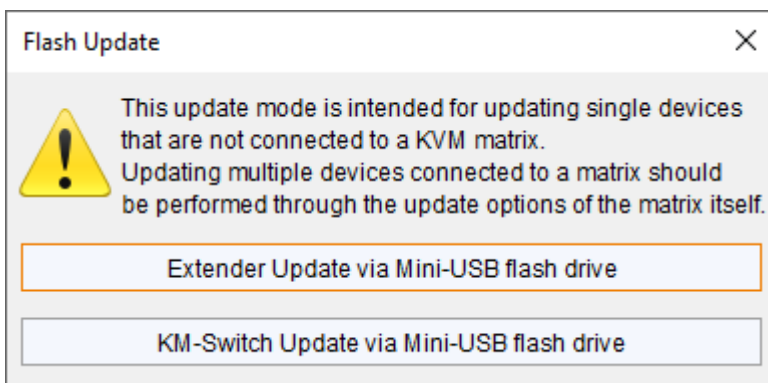 Flash Update
This update mode is intended for updating single devices
that are not connected to a KVM matrix.
Updating multiple devices connected to a matrix should
be performed through the update options of the matrix itself.
Extender Update via Mini-USB flash drive
KM-Switch Update via Mini-USB flash drive